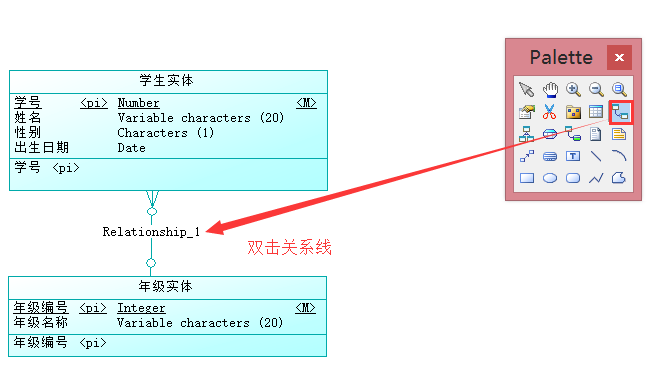 Palette
学生实体
学号 <pi> Number <M>
姓名 Variable characters (20)
性别 Characters (1)
出生日期 Date
学号 <pi>
Relationship_1
双击关系线
年级实体
年级编号 <pi> Integer <M>
年级名称 Variable characters (20)
年级编号 <pi>